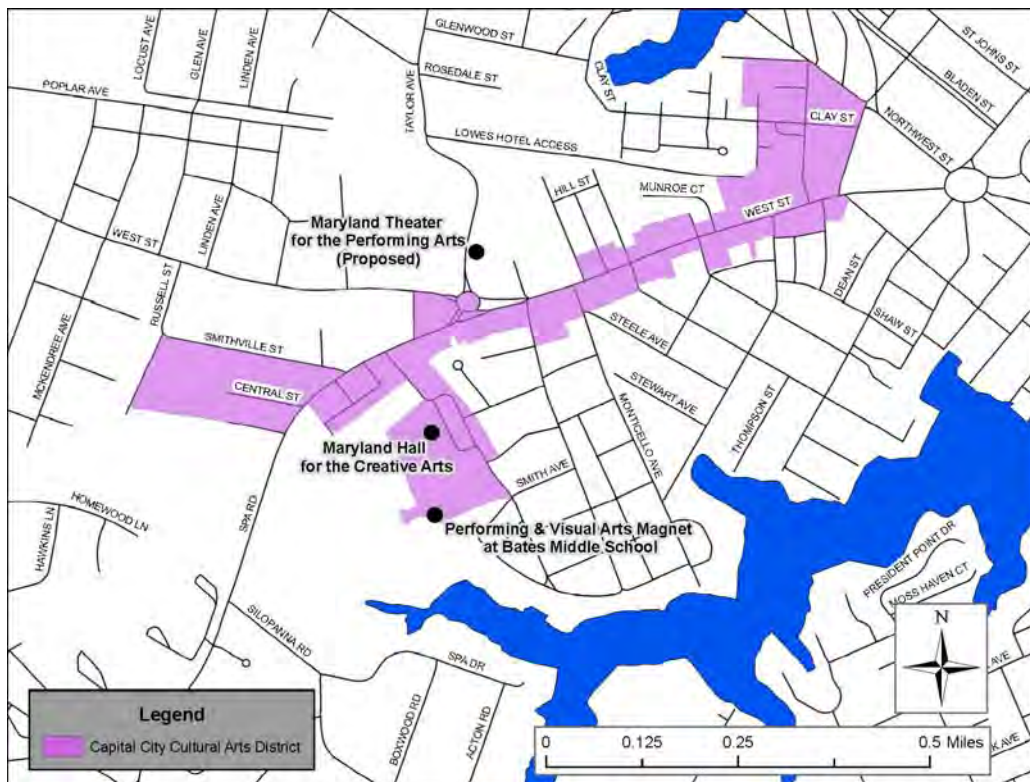 GLENWOOD ST
LOCUST AVE
GLEN AVE
LINDEN AVE
ROSEDALE ST
CLAY ST
ST JOHNS ST
BLADEN ST
POPLAR AVE
TAYLOR AVE
LOWES HOTEL ACCESS
CLAY ST
NORTHWEST ST
HILL ST
MUNROE CT
WEST ST
Maryland Theater
for the Performing Arts
(Proposed)
WEST ST
LINDEN AVE
RUSSELL ST
DEAN ST
SHAW ST
SMITHVILLE ST
STEELE AVE
MCKENDREE AVE
CENTRAL ST
STEWART AVE
THOMPSON ST
MONTICELLO AVE
Maryland Hall
for the Creative Arts
SMITH AVE
SPA RD
HOMEWOOD LN
HAWKINS LN
Performing & Visual Arts Magnet
at Bates Middle School
PRESIDENT POINT DR
MOSS HAVEN CT
SILOPANNA RD
SPA DR
BOXWOOD RD
ACTON RD
N
AVE
K AVE
Legend
Capital City Cultural Arts District
0 0.125 0.25 0.5 Miles